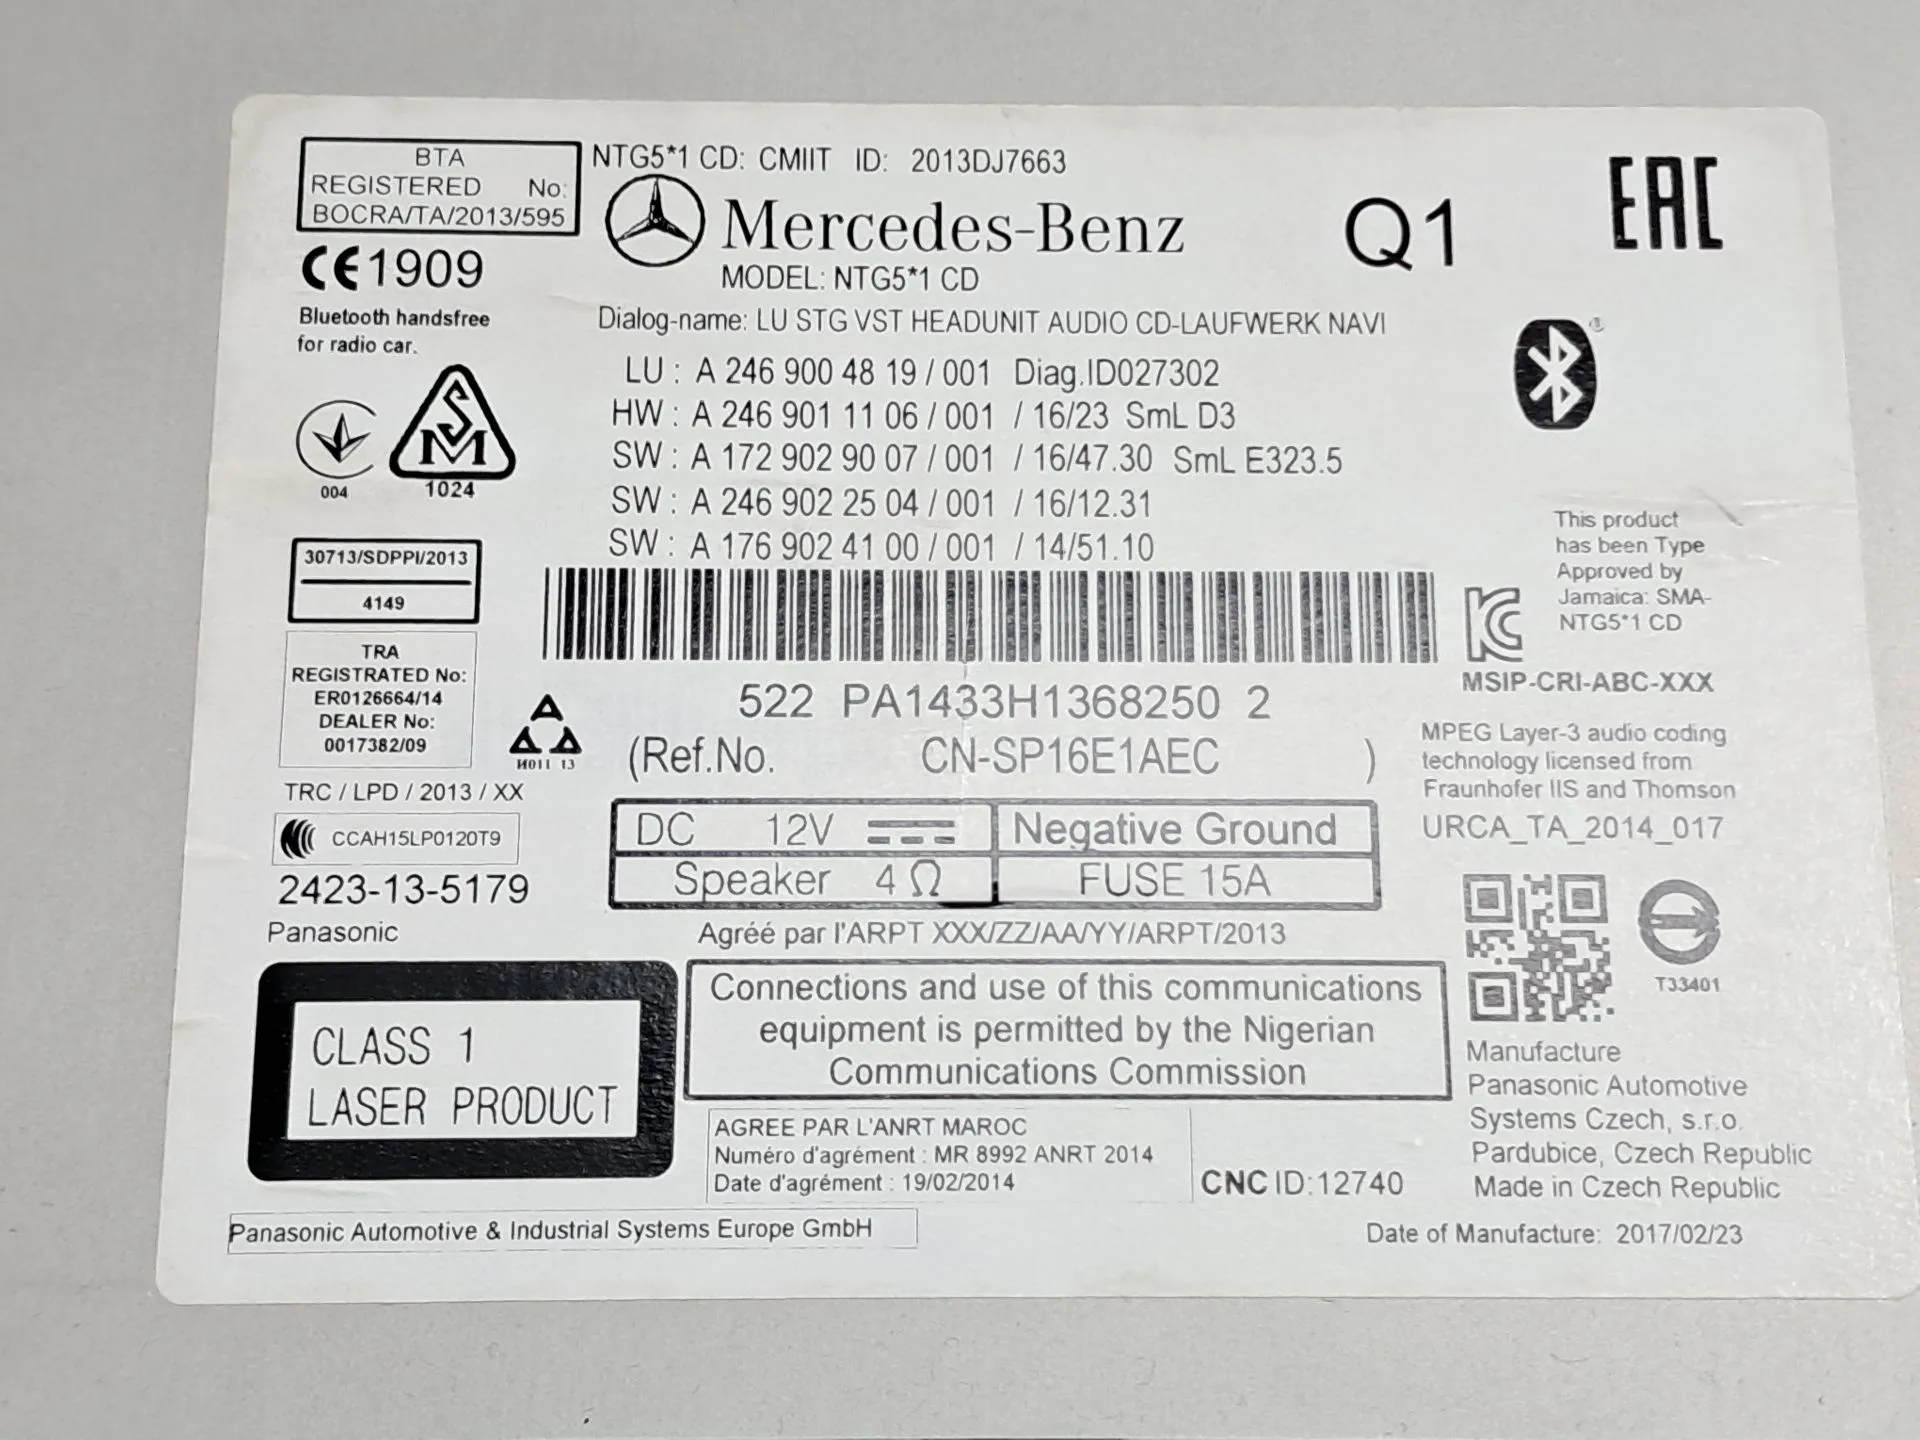 BTA
REGISTERED No:
BOCRA/TA/2013/595
NTG5*1 CD: CMIIT ID: 2013DJ7663
Mercedes-Benz
MODEL: NTG5*1 CD
Q1
EAC
CE1909
Bluetooth handsfree
for radio car.
004
SM
1024
Dialog-name: LU STG VST HEADUNIT AUDIO CD-LAUFWERK NAVI
LU : A 246 900 48 19 / 001 Diag.ID027302
HW : A 246 901 11 06 / 001 / 16/23 SmL D3
SW : A 172 902 90 07 / 001 / 16/47.30 SmL E323.5
SW : A 246 902 25 04 / 001 / 16/12.31
SW : A 176 902 41 00 / 001 / 14/51.10
®
30713/SDPPI/2013
4149
TRA
REGISTRATED No:
ER0126664/14
DEALER No:
0017382/09
И011 13
522 PA1433H1368250 2
(Ref.No. CN-SP16E1AEC )
This product
has been Type
Approved by
Jamaica: SMA-
NTG5*1 CD
KC
MSIP-CRI-ABC-XXX
MPEG Layer-3 audio coding
technology licensed from
Fraunhofer IIS and Thomson
URCA_TA_2014_017
TRC / LPD / 2013 / XX
CCAH15LP0120T9
2423-13-5179
Panasonic
DC 12V Negative Ground
Speaker 4 Ω FUSE 15A
Agréé par l'ARPT XXX/ZZ/AA/YY/ARPT/2013
CLASS 1
LASER PRODUCT
Connections and use of this communications
equipment is permitted by the Nigerian
Communications Commission
T33401
AGREE PAR L'ANRT MAROC
Numéro d'agrément : MR 8992 ANRT 2014
Date d'agrément : 19/02/2014
CNC ID:12740
Manufacture
Panasonic Automotive
Systems Czech, s.r.o.
Pardubice, Czech Republic
Made in Czech Republic
Panasonic Automotive & Industrial Systems Europe GmbH
Date of Manufacture: 2017/02/23